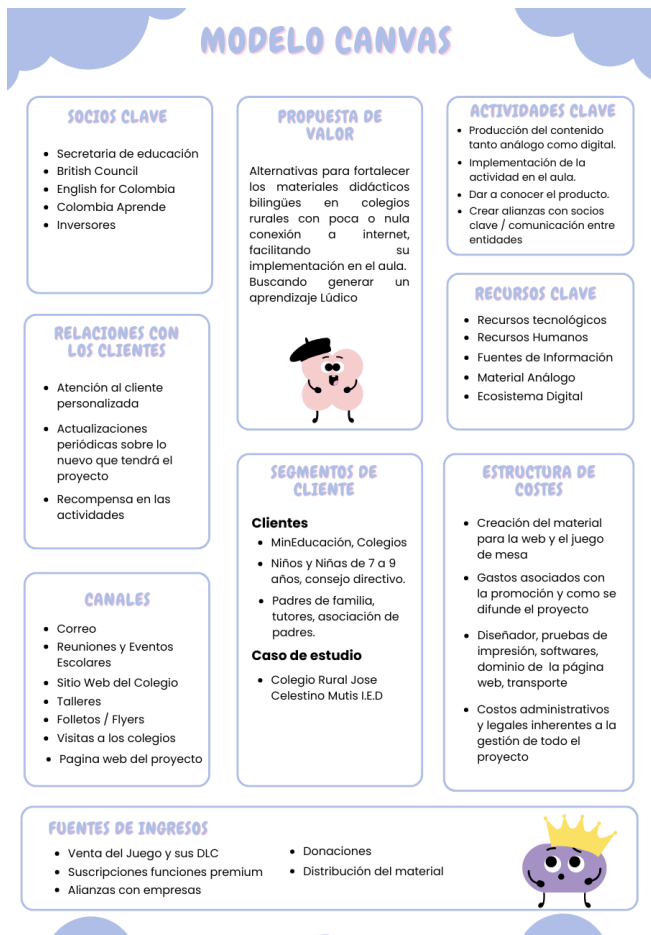 MODELO CANVAS
SOCIOS CLAVE
• Secretaria de educación
• British Council
• English for Colombia
• Colombia Aprende
• Inversores
PROPUESTA DE
VALOR
Alternativas para fortalecer
los materiales didácticos
bilingües en colegios
rurales con poca o nula
conexión a internet,
facilitando su
implementación en el aula.
Buscando generar un
aprendizaje Lúdico
ACTIVIDADES CLAVE
• Producción del contenido
tanto análogo como digital.
• Implementación de la
actividad en el aula.
• Dar a conocer el producto.
• Crear alianzas con socios
clave / comunicación entre
entidades
RECURSOS CLAVE
• Recursos tecnológicos
• Recursos Humanos
• Fuentes de Información
• Material Análogo
• Ecosistema Digital
RELACIONES CON
LOS CLIENTES
• Atención al cliente
personalizada
• Actualizaciones
periódicas sobre lo
nuevo que tendrá el
proyecto
• Recompensa en las
actividades
SEGMENTOS DE
CLIENTE
Clientes
• MinEducación, Colegios
• Niños y Niñas de 7 a 9
años, consejo directivo.
• Padres de familia,
tutores, asociación de
padres.
Caso de estudio
• Colegio Rural Jose
Celestino Mutis I.E.D
ESTRUCTURA DE
COSTES
• Creación del material
para la web y el juego
de mesa
• Gastos asociados con
la promoción y como se
difunde el proyecto
• Diseñador, pruebas de
impresión, softwares,
dominio de la página
web, transporte
• Costos administrativos
y legales inherentes a la
gestión de todo el
proyecto
CANALES
• Correo
• Reuniones y Eventos
Escolares
• Sitio Web del Colegio
• Talleres
• Folletos / Flyers
• Visitas a los colegios
• Pagina web del proyecto
FUENTES DE INGRESOS
• Venta del Juego y sus DLC
• Suscripciones funciones premium
• Alianzas con empresas
• Donaciones
• Distribución del material